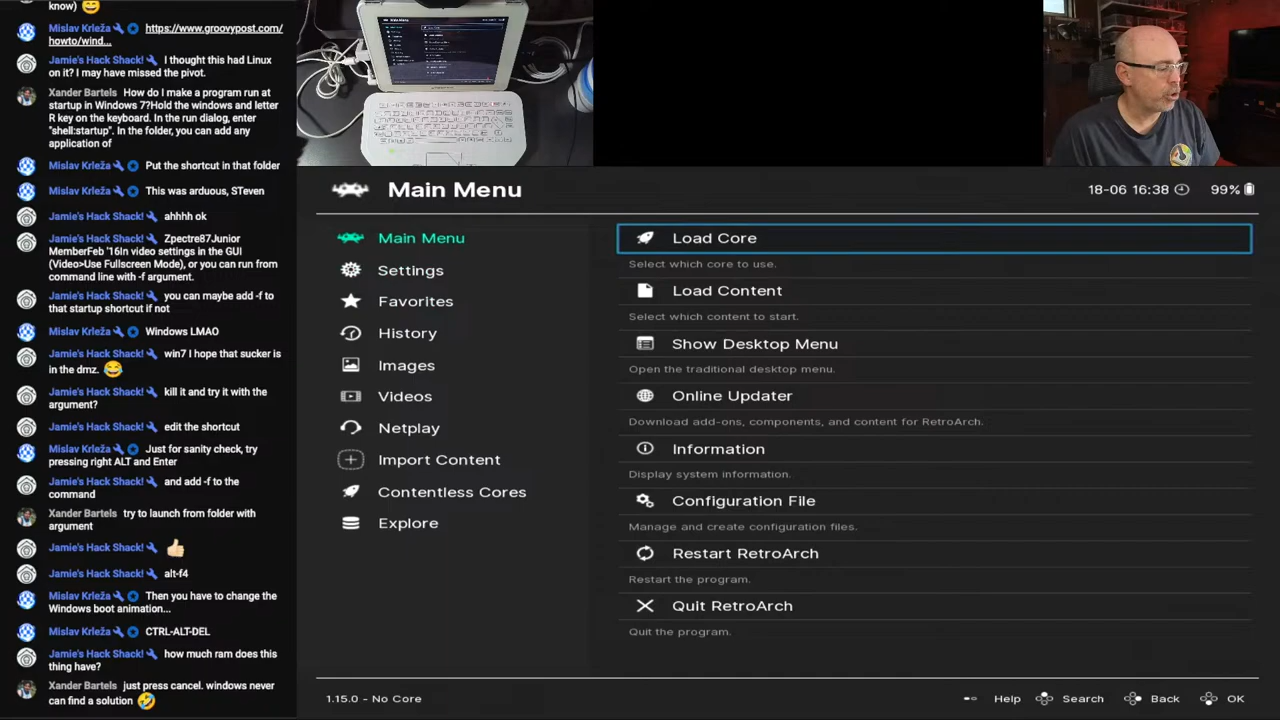 know) 😄
Mislav Krleža https://www.groovypost.com/
howto/wind...
Jamie's Hack Shack! I thought this had Linux
on it? I may have missed the pivot.
Xander Bartels How do I make a program run at
startup in Windows 7?Hold the windows and letter
R key on the keyboard. In the run dialog, enter
"shell:startup". In the folder, you can add any
application of
Mislav Krleža Put the shortcut in that folder
Mislav Krleža This was arduous, STeven
Jamie's Hack Shack! ahhhh ok
Jamie's Hack Shack! Zpectre87Junior
MemberFeb '16In video settings in the GUI
(Video>Use Fullscreen Mode), or you can run from
command line with -f argument.
Jamie's Hack Shack! you can maybe add -f to
that startup shortcut if not
Mislav Krleža Windows LMAO
Jamie's Hack Shack! win7 I hope that sucker is
in the dmz. 😂
Jamie's Hack Shack! kill it and try it with the
argument?
Jamie's Hack Shack! edit the shortcut
Mislav Krleža Just for sanity check, try
pressing right ALT and Enter
Jamie's Hack Shack! and add -f to the
command
Xander Bartels try to launch from folder with
argument
Jamie's Hack Shack! 👍🏻
Jamie's Hack Shack! alt-f4
Mislav Krleža Then you have to change the
Windows boot animation...
Mislav Krleža CTRL-ALT-DEL
Jamie's Hack Shack! how much ram does this
thing have?
Xander Bartels just press cancel. windows never
can find a solution 🤣
Main Menu
18-06 16:38 99%
Main Menu
Settings
Favorites
History
Images
Videos
Netplay
Import Content
Contentless Cores
Explore
Load Core
Select which core to use.
Load Content
Select which content to start.
Show Desktop Menu
Open the traditional desktop menu.
Online Updater
Download add-ons, components, and content for RetroArch.
Information
Display system information.
Configuration File
Manage and create configuration files.
Restart RetroArch
Restart the program.
Quit RetroArch
Quit the program.
1.15.0 - No Core
Help Search Back OK